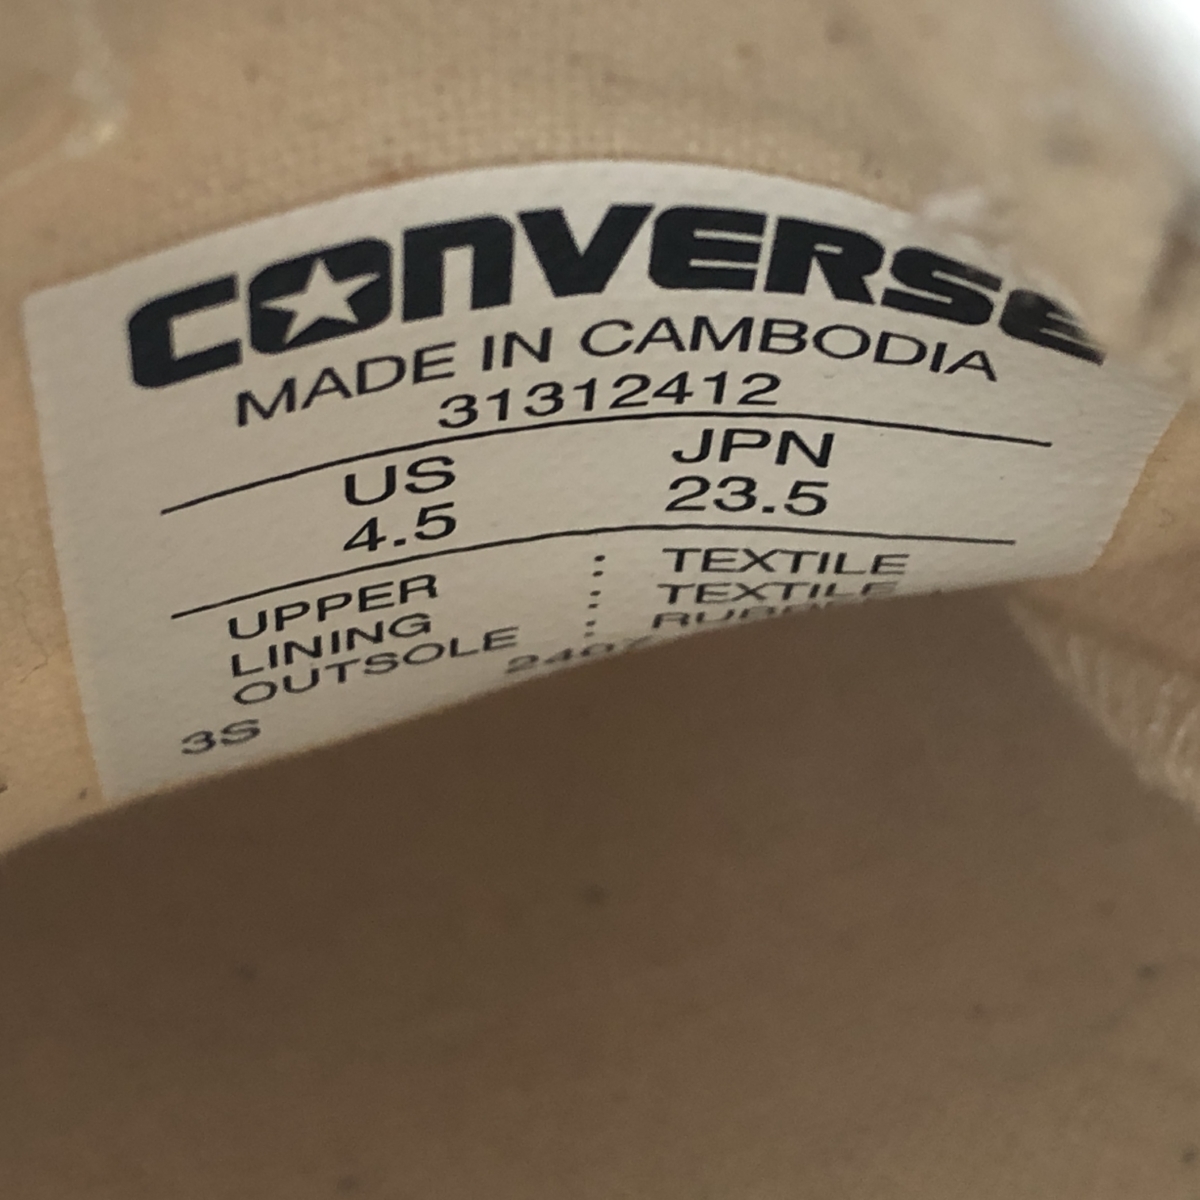 CONVERSE
MADE IN CAMBODIA
31312412
US JPN
4.5 23.5
UPPER : TEXTILE
LINING : TEXTILE
OUTSOLE :
3S